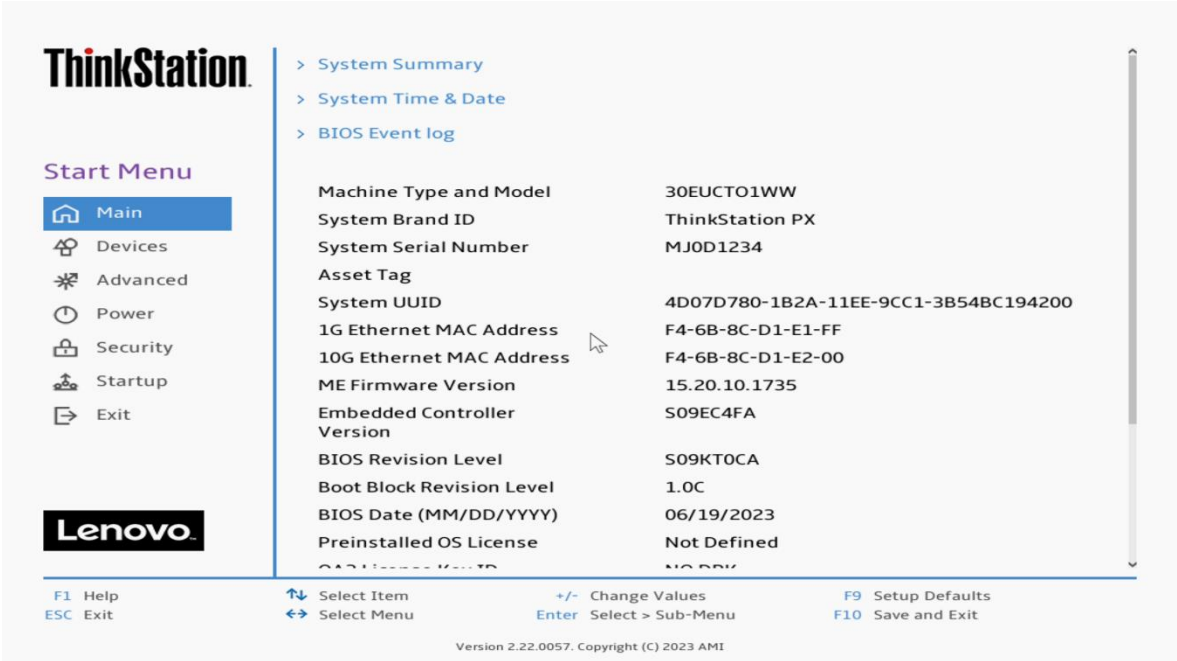 ThinkStation
Start Menu
Main
Devices
Advanced
Power
Security
Startup
Exit
Lenovo
> System Summary
> System Time & Date
> BIOS Event log
Machine Type and Model 30EUCTO1WW
System Brand ID ThinkStation PX
System Serial Number MJ0D1234
Asset Tag
System UUID 4D07D780-1B2A-11EE-9CC1-3B54BC194200
1G Ethernet MAC Address F4-6B-8C-D1-E1-FF
10G Ethernet MAC Address F4-6B-8C-D1-E2-00
ME Firmware Version 15.20.10.1735
Embedded Controller S09EC4FA
Version
BIOS Revision Level S09KT0CA
Boot Block Revision Level 1.0C
BIOS Date (MM/DD/YYYY) 06/19/2023
Preinstalled OS License Not Defined
F1 Help ↑↓ Select Item +/- Change Values F9 Setup Defaults
ESC Exit ←→ Select Menu Enter Select > Sub-Menu F10 Save and Exit
Version 2.22.0057. Copyright (C) 2023 AMI